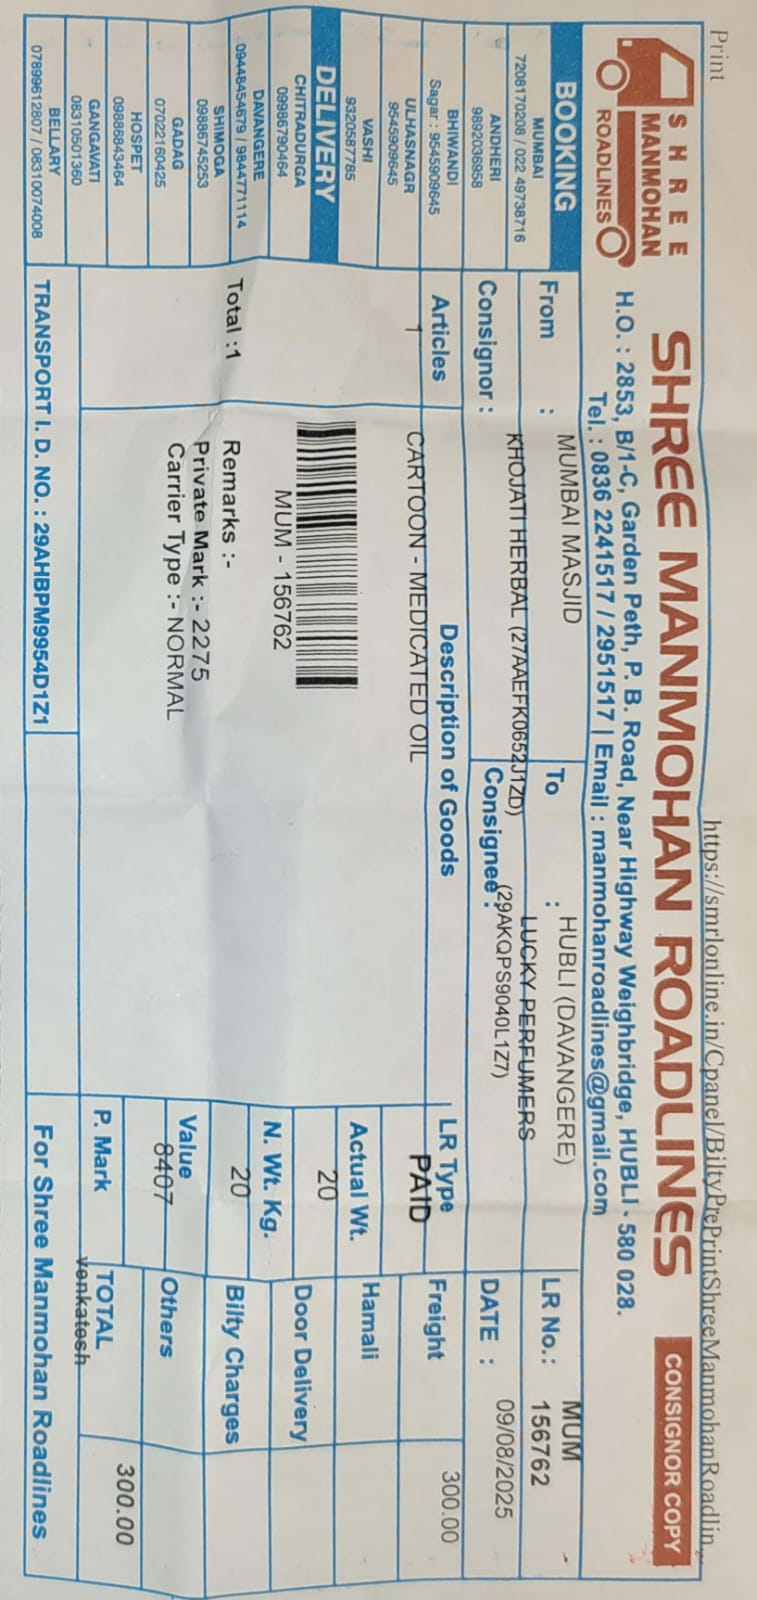 Print
https://smrlonline.in/Cpanel/BiltyPrePrintShreeManmohanRoadlin...
SHREE
MANMOHAN
ROADLINES
SHREE MANMOHAN ROADLINES
CONSIGNOR COPY
H.O. : 2853, B/1-C, Garden Peth, P. B. Road, Near Highway Weighbridge, HUBLI - 580 028.
Tel. : 0836 2241517 / 2951517 | Email : manmohanroadlines@gmail.com
BOOKING
MUMBAI
7208170208 / 022 49738716
ANDHERI
9892036958
BHIWANDI
Sagar : 9545909645
ULHASNAGR
9545909645
VASHI
9320587785
DELIVERY
CHITRADURGA
09986790464
DAVANGERE
09448454679 / 9844771114
SHIMOGA
09886745253
GADAG
07022160425
HOSPET
09886843464
GANGAVATI
08310501360
BELLARY
07899612807 / 08310074008
From : MUMBAI MASJID
To : HUBLI (DAVANGERE)
LR No.: MUM 156762
Consignor : KHOJATI HERBAL (27AAEFK0652J1ZD)
Consignee : LUCKY PERFUMERS (29AKQPS9040L1Z7)
DATE : 09/08/2025
Articles
Description of Goods
LR Type
Freight
300.00
1
CARTOON - MEDICATED OIL
PAID
Actual Wt.
20
Hamali
MUM - 156762
N. Wt. Kg.
20
Door Delivery
Total :1
Remarks :-
Private Mark :- 2275
Carrier Type :- NORMAL
Value
8407
Bilty Charges
Others
P. Mark
TOTAL
300.00
venkatesh
TRANSPORT I. D. NO. : 29AHBPM9954D1Z1
For Shree Manmohan Roadlines